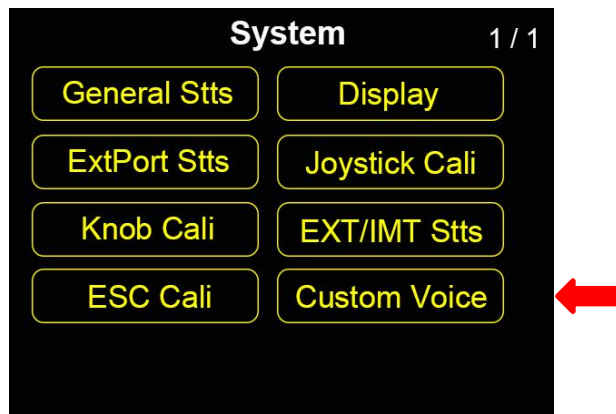 System 1 / 1
General Stts Display
ExtPort Stts Joystick Cali
Knob Cali EXT/IMT Stts
ESC Cali Custom Voice